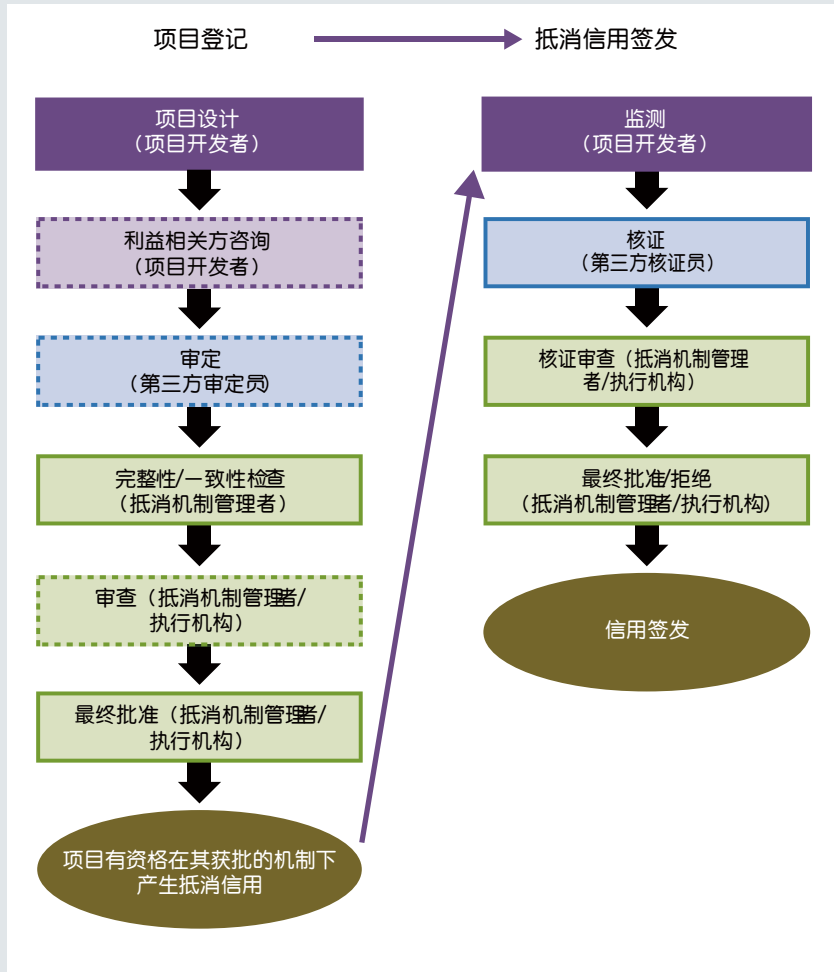 项目登记
抵消信用签发
项目设计
（项目开发者）
利益相关方咨询
（项目开发者）
审定
（第三方审定员）
完整性/一致性检查
（抵消机制管理者）
审查（抵消机制管理者/
执行机构）
最终批准（抵消机制管理者/
执行机构）
项目有资格在其获批的机制下
产生抵消信用
监测
（项目开发者）
核证
（第三方核证员）
核证审查（抵消机制管理
者/执行机构）
最终批准/拒绝
（抵消机制管理者/执行机构）
信用签发